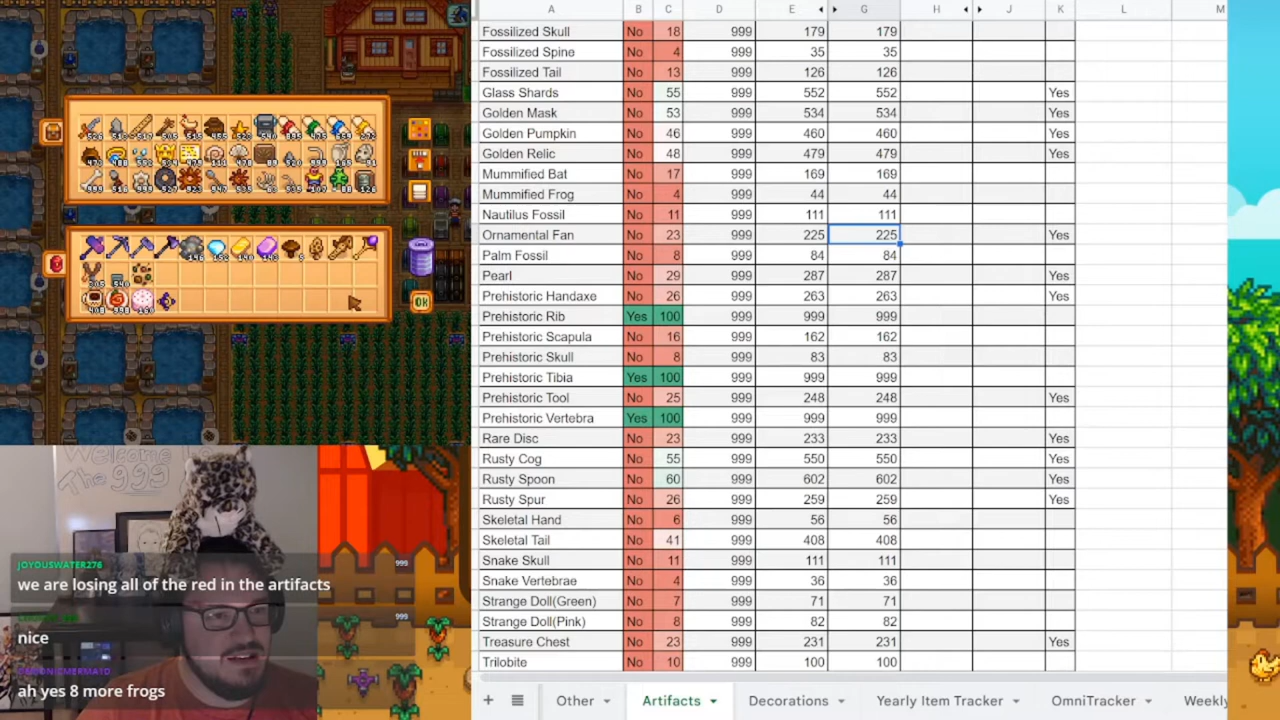 A B C D E G H J K L M
Fossilized Skull No 18 999 179 179
Fossilized Spine No 4 999 35 35
Fossilized Tail No 13 999 126 126
Glass Shards No 55 999 552 552 Yes
Golden Mask No 53 999 534 534 Yes
Golden Pumpkin No 46 999 460 460 Yes
Golden Relic No 48 999 479 479 Yes
Mummified Bat No 17 999 169 169
Mummified Frog No 4 999 44 44
Nautilus Fossil No 11 999 111 111
Ornamental Fan No 23 999 225 225 Yes
Palm Fossil No 8 999 84 84
Pearl No 29 999 287 287 Yes
Prehistoric Handaxe No 26 999 263 263 Yes
Prehistoric Rib Yes 100 999 999 999
Prehistoric Scapula No 16 999 162 162
Prehistoric Skull No 8 999 83 83
Prehistoric Tibia Yes 100 999 999 999
Prehistoric Tool No 25 999 248 248 Yes
Prehistoric Vertebra Yes 100 999 999 999
Rare Disc No 23 999 233 233 Yes
Rusty Cog No 55 999 550 550 Yes
Rusty Spoon No 60 999 602 602 Yes
Rusty Spur No 26 999 259 259 Yes
Skeletal Hand No 6 999 56 56
Skeletal Tail No 41 999 408 408
Snake Skull No 11 999 111 111
Snake Vertebrae No 4 999 36 36
Strange Doll(Green) No 7 999 71 71
Strange Doll(Pink) No 8 999 82 82
Treasure Chest No 23 999 231 231 Yes
Trilobite No 10 999 100 100
Other Artifacts Decorations Yearly Item Tracker OmniTracker Weekly
OK
Welcome To
The 999
JOYOUSWATER276 999
we are losing all of the red in the artifacts
999
nice
ah yes 8 more frogs